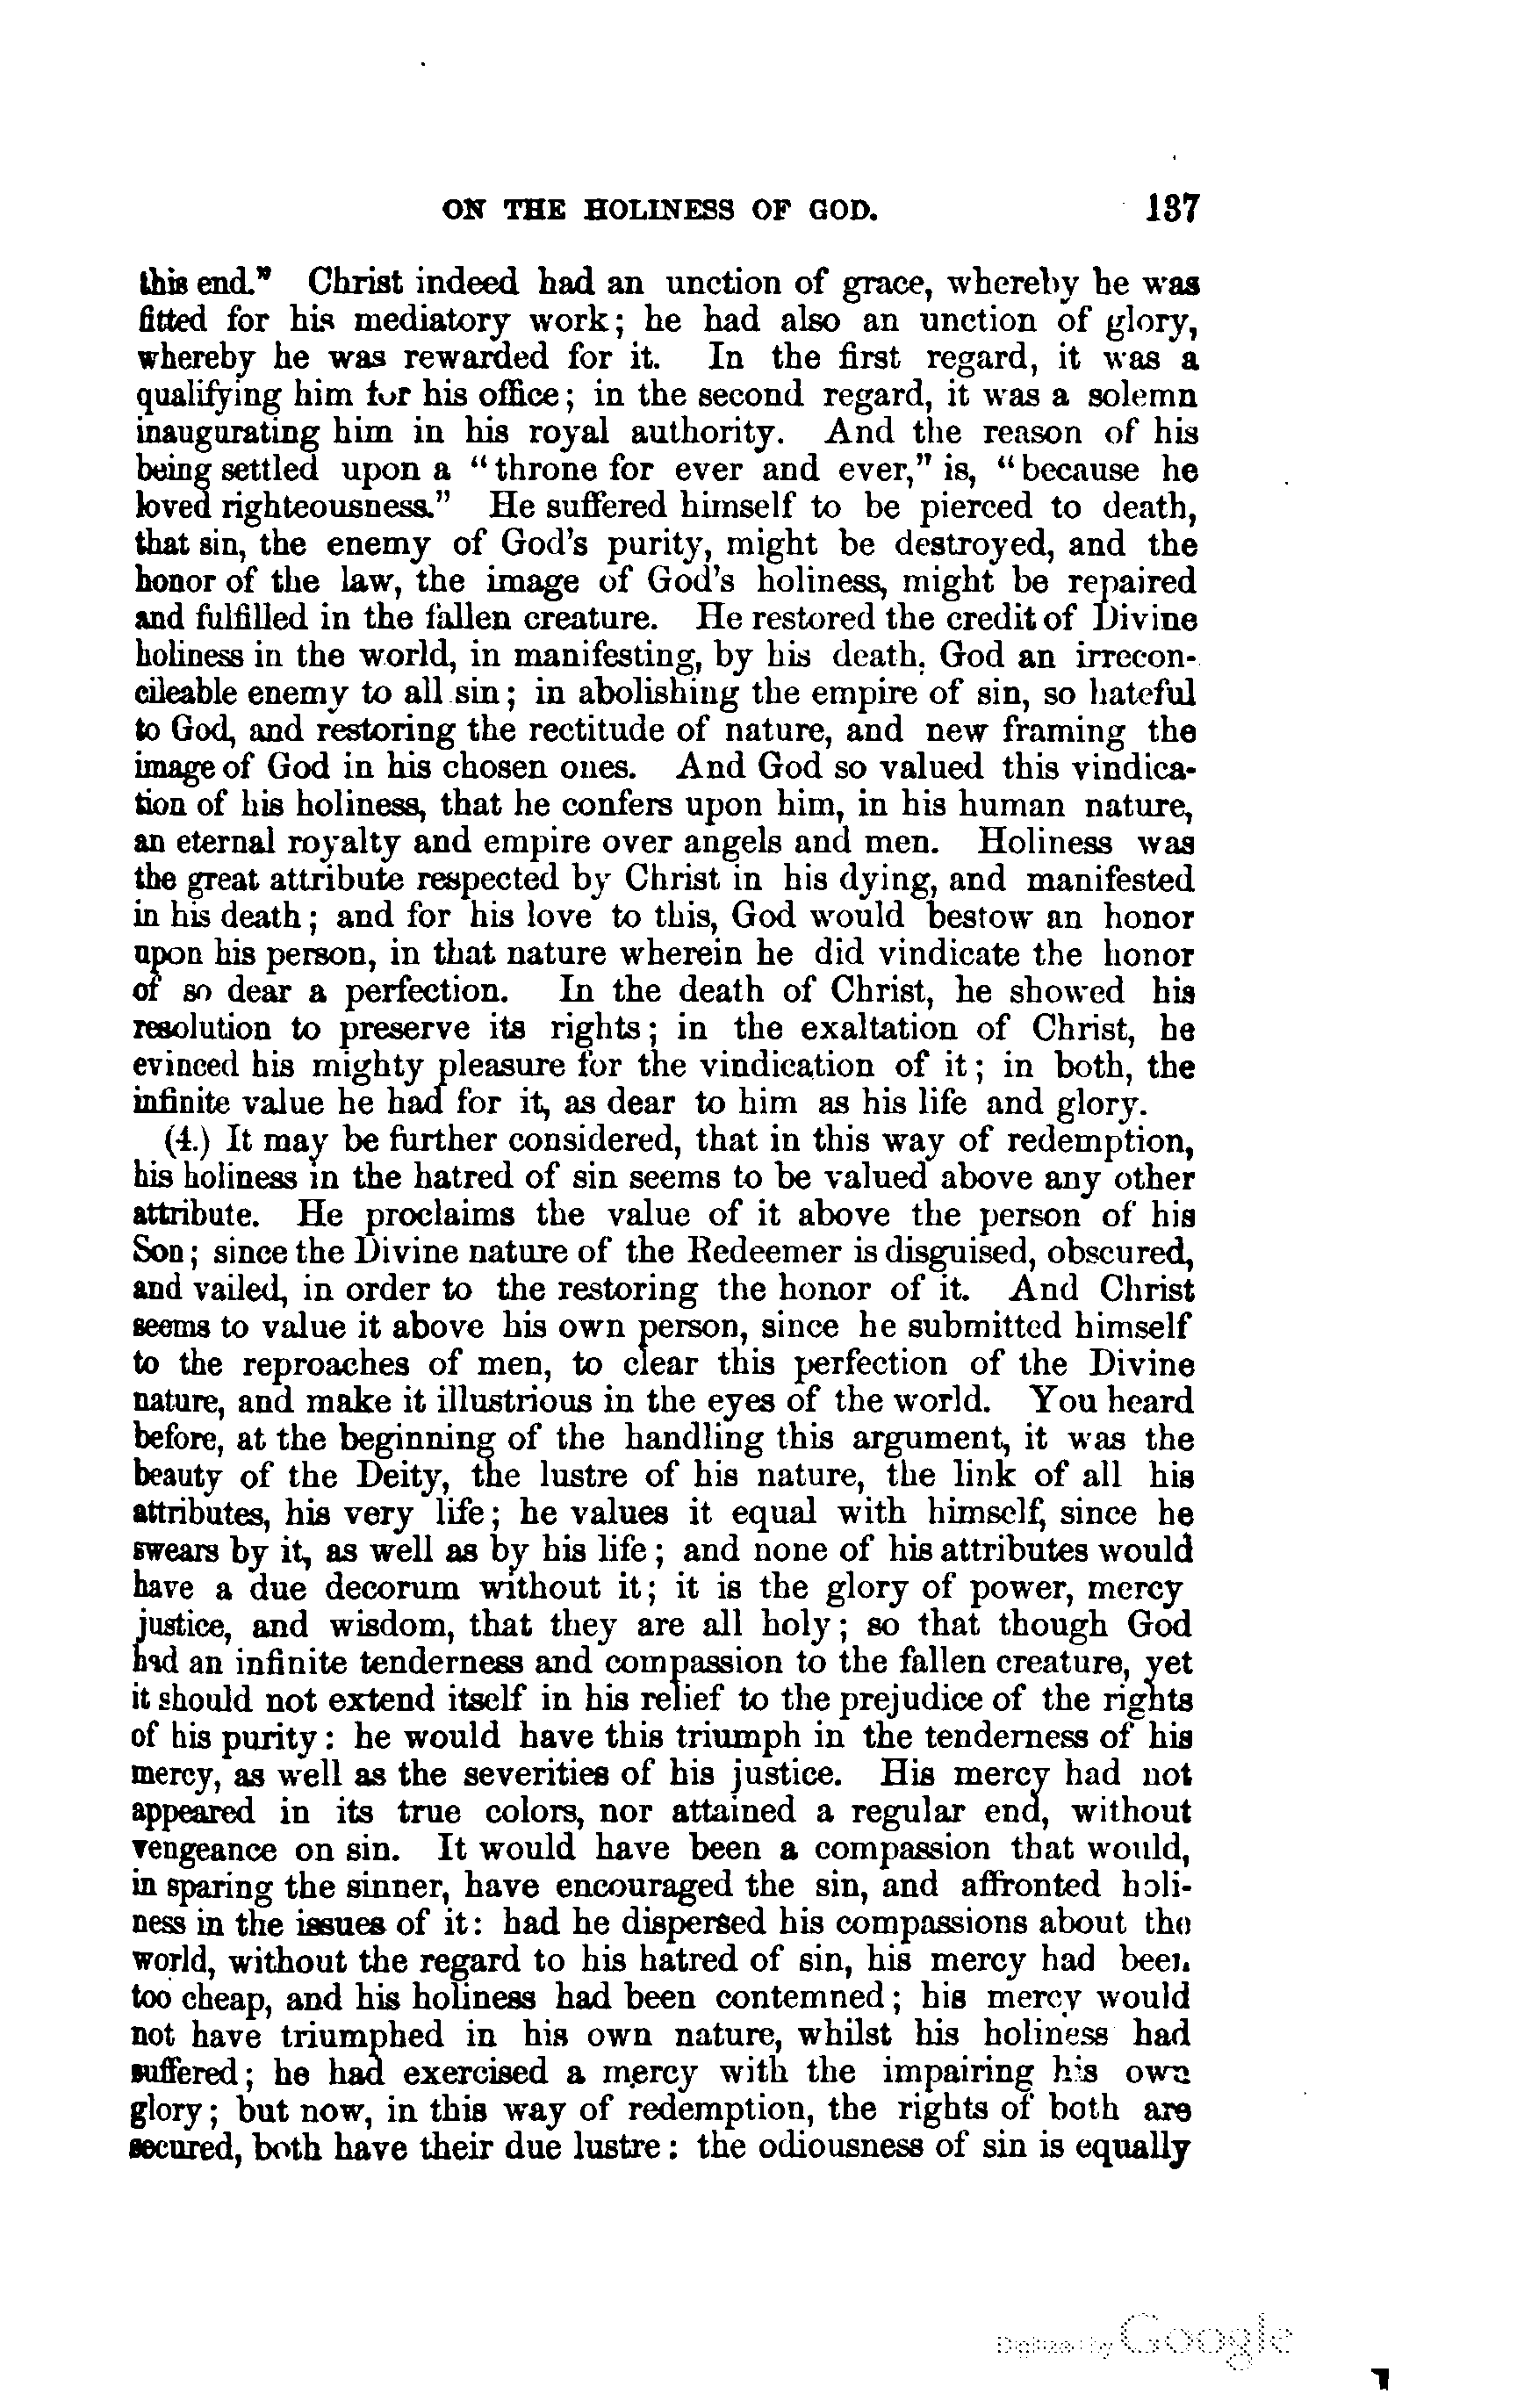 ON THE HOLINESS OF GOD. 137
this end." Christ indeed had an unction of grace, whereby he was
fitted for his mediatory work; he had also an unction of glory,
whereby he was rewarded for it. In the first regard, it was a
qualifying him for his office; in the second regard, it was a solemn
inaugurating him in his royal authority. And the reason of his
being settled upon a "throne for ever and ever," is, "because he
loved righteousness." He suffered himself to be pierced to death,
that sin, the enemy of God's purity, might be destroyed, and the
honor of the law, the image of God's holiness, might be repaired
and fulfilled in the fallen creature. He restored the credit of Divine
holiness in the world, in manifesting, by his death, God an irrecon-
cileable enemy to all sin; in abolishing the empire of sin, so hateful
to God, and restoring the rectitude of nature, and new framing the
image of God in his chosen ones. And God so valued this vindica-
tion of his holiness, that he confers upon him, in his human nature,
an eternal royalty and empire over angels and men. Holiness was
the great attribute respected by Christ in his dying, and manifested
in his death; and for his love to this, God would bestow an honor
upon his person, in that nature wherein he did vindicate the honor
of so dear a perfection. In the death of Christ, he showed his
resolution to preserve its rights; in the exaltation of Christ, he
evinced his mighty pleasure for the vindication of it; in both, the
infinite value he had for it, as dear to him as his life and glory.
(4.) It may be further considered, that in this way of redemption,
his holiness in the hatred of sin seems to be valued above any other
attribute. He proclaims the value of it above the person of his
Son; since the Divine nature of the Redeemer is disguised, obscured,
and vailed, in order to the restoring the honor of it. And Christ
seems to value it above his own person, since he submitted himself
to the reproaches of men, to clear this perfection of the Divine
nature, and make it illustrious in the eyes of the world. You heard
before, at the beginning of the handling this argument, it was the
beauty of the Deity, the lustre of his nature, the link of all his
attributes, his very life; he values it equal with himself, since he
swears by it, as well as by his life; and none of his attributes would
have a due decorum without it; it is the glory of power, mercy
justice, and wisdom, that they are all holy; so that though God
had an infinite tenderness and compassion to the fallen creature, yet
it should not extend itself in his relief to the prejudice of the rights
of his purity: he would have this triumph in the tenderness of his
mercy, as well as the severities of his justice. His mercy had not
appeared in its true colors, nor attained a regular end, without
vengeance on sin. It would have been a compassion that would,
in sparing the sinner, have encouraged the sin, and affronted holi-
ness in the issues of it: had he dispersed his compassions about the
world, without the regard to his hatred of sin, his mercy had been
too cheap, and his holiness had been contemned; his mercy would
not have triumphed in his own nature, whilst his holiness had
suffered; he had exercised a mercy with the impairing his own
glory; but now, in this way of redemption, the rights of both are
secured, both have their due lustre: the odiousness of sin is equally
Digitized by Google